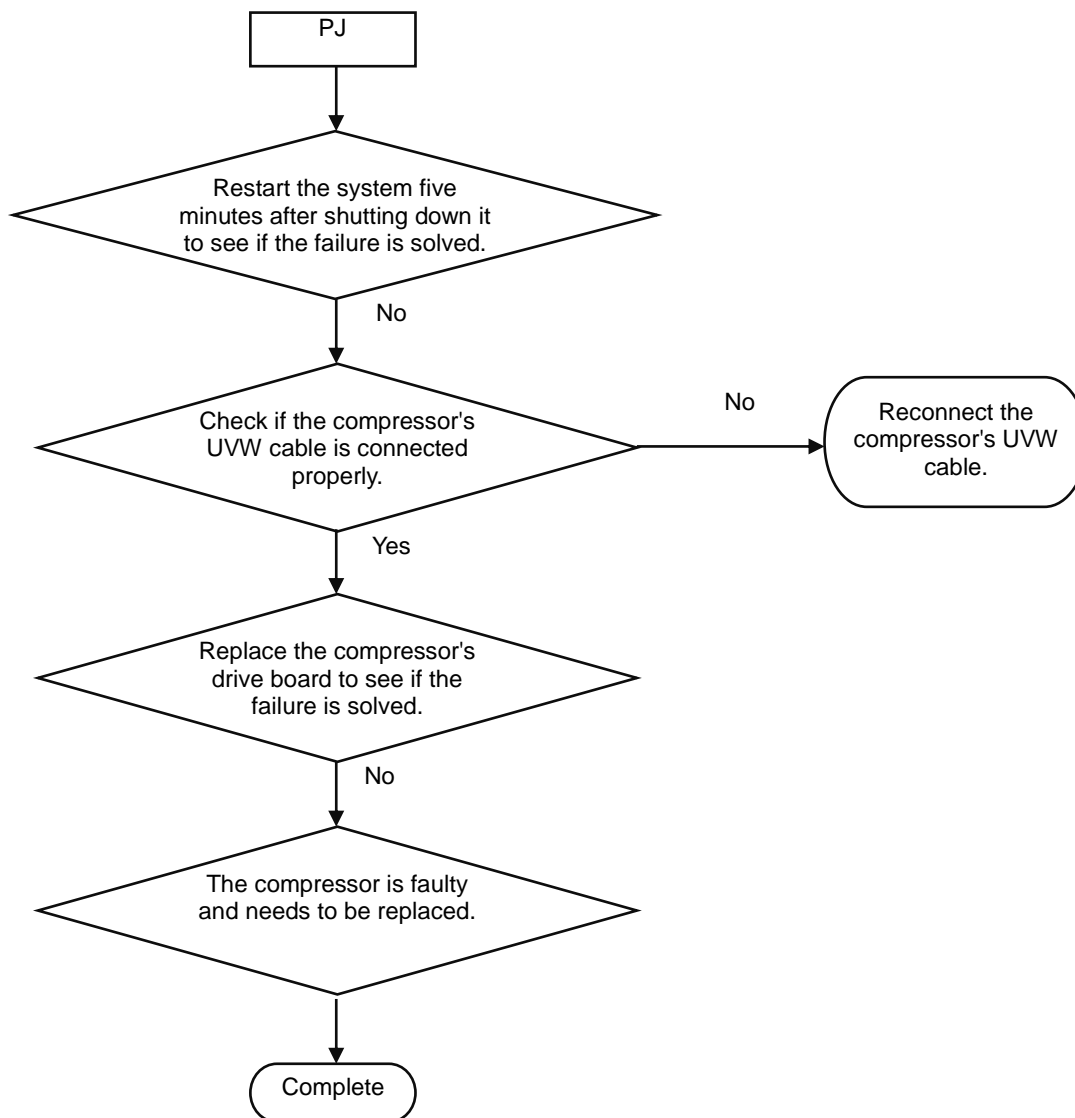 PJ
Restart the system five
minutes after shutting down it
to see if the failure is solved.
No
Check if the compressor's
UVW cable is connected
properly.
No
Reconnect the
compressor's UVW
cable.
Yes
Replace the compressor's
drive board to see if the
failure is solved.
No
The compressor is faulty
and needs to be replaced.
Complete